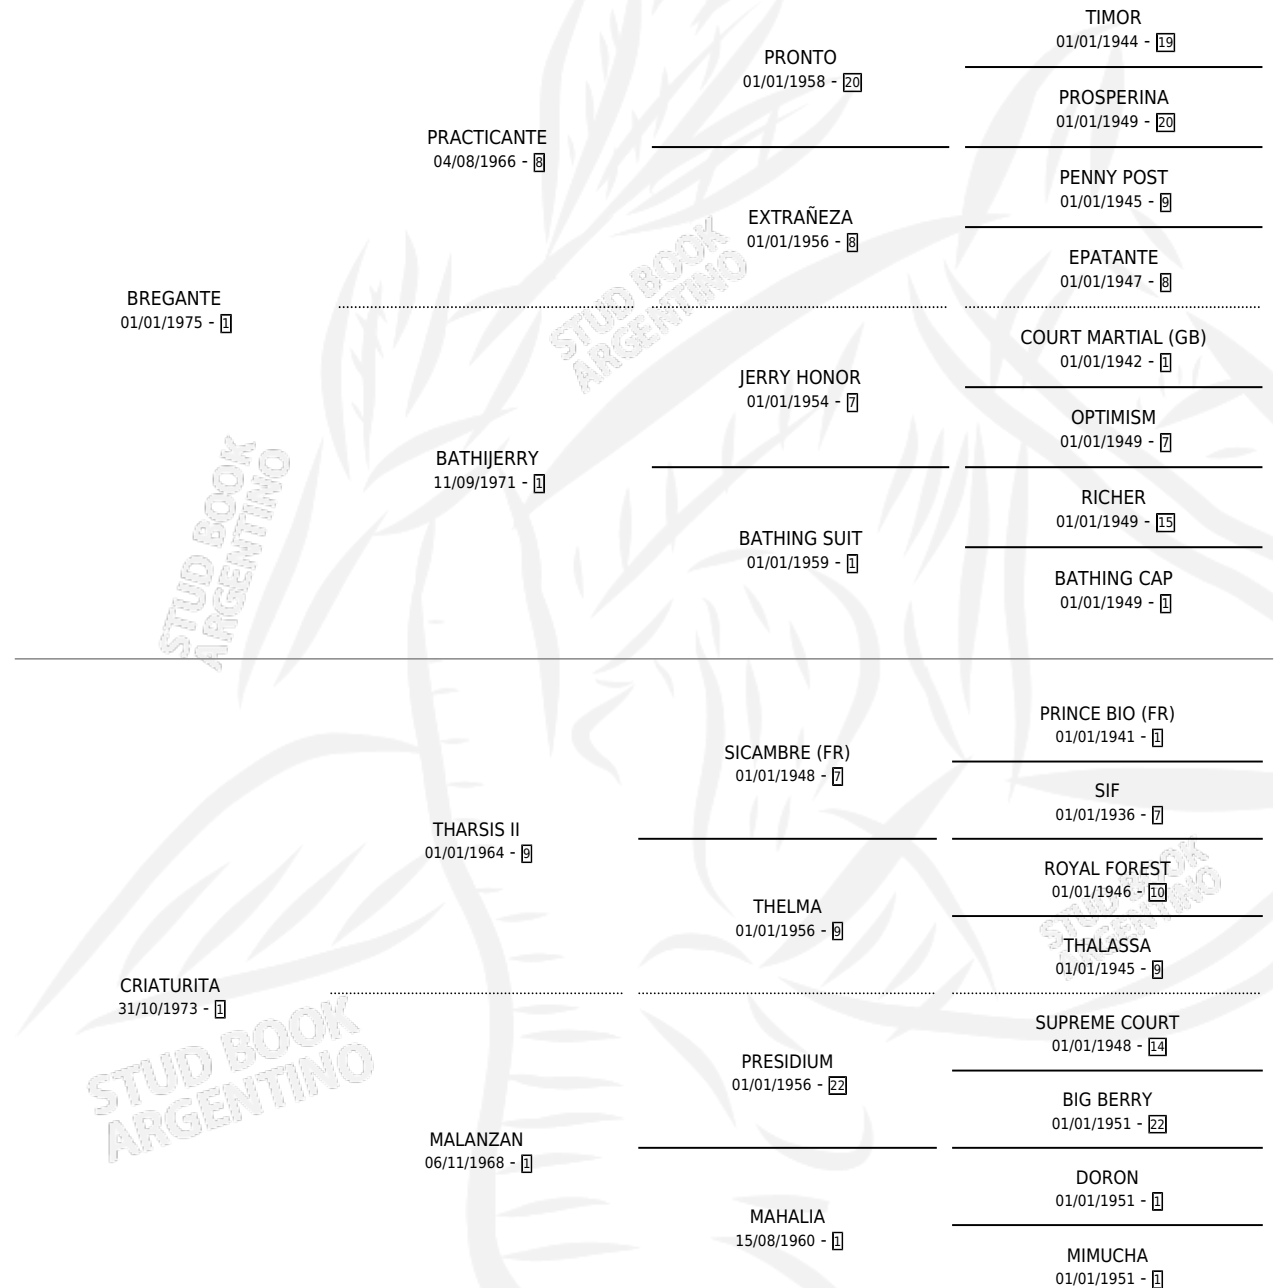 TIMOR
01/01/1944 - 19
PRONTO
01/01/1958 - 20
PROSPERINA
01/01/1949 - 20
PRACTICANTE
04/08/1966 - 8
PENNY POST
01/01/1945 - 9
EXTRAÑEZA
01/01/1956 - 8
EPATANTE
01/01/1947 - 8
BREGANTE
01/01/1975 - 1
COURT MARTIAL (GB)
01/01/1942 - 1
JERRY HONOR
01/01/1954 - 7
OPTIMISM
01/01/1949 - 7
BATHIJERRY
11/09/1971 - 1
RICHER
01/01/1949 - 15
BATHING SUIT
01/01/1959 - 1
BATHING CAP
01/01/1949 - 1
STUD BOOK
ARGENTINO
STUD BOOK
ARGENTINO
PRINCE BIO (FR)
01/01/1941 - 1
SICAMBRE (FR)
01/01/1948 - 7
SIF
01/01/1936 - 7
THARSIS II
01/01/1964 - 9
ROYAL FOREST
01/01/1946 - 10
THELMA
01/01/1956 - 9
THALASSA
01/01/1945 - 9
STUD BOOK
ARGENTINO
CRIATURITA
31/10/1973 - 1
SUPREME COURT
01/01/1948 - 14
PRESIDIUM
01/01/1956 - 22
BIG BERRY
01/01/1951 - 22
STUD BOOK
ARGENTINO
MALANZAN
06/11/1968 - 1
DORON
01/01/1951 - 1
MAHALIA
15/08/1960 - 1
MIMUCHA
01/01/1951 - 1